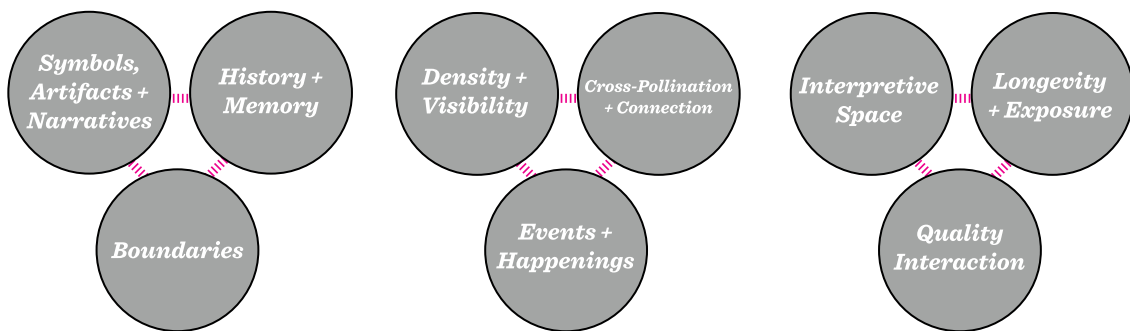 Symbols,
Artifacts +
Narratives
History +
Memory
Boundaries
Density +
Visibility
Cross-Pollination
+ Connection
Events +
Happenings
Interpretive
Space
Longevity
+ Exposure
Quality
Interaction